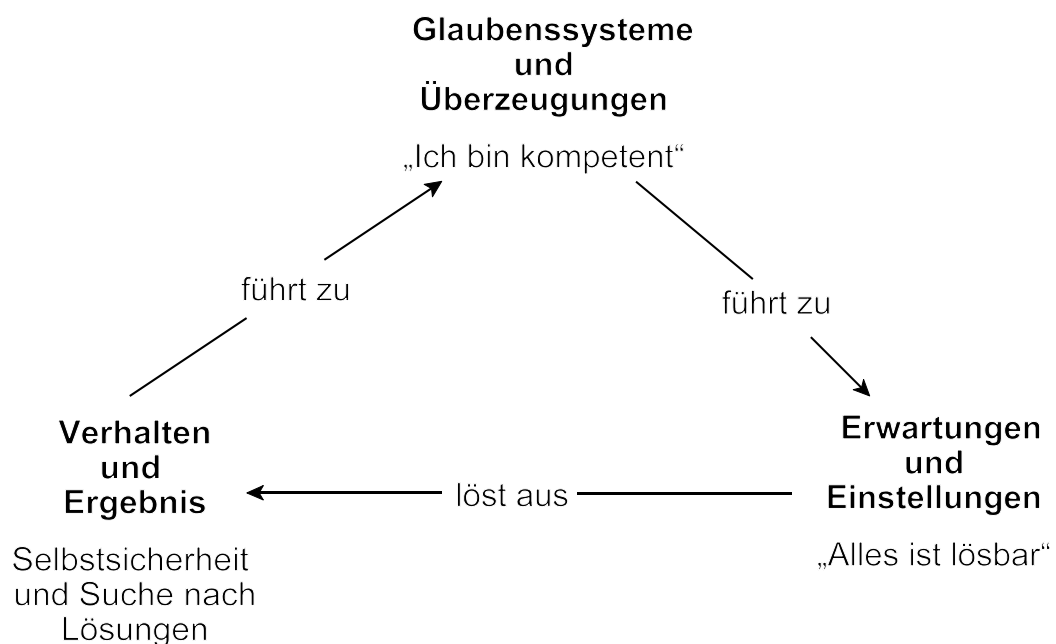 Glaubenssysteme
und
Überzeugungen
„Ich bin kompetent“
führt zu
führt zu
Verhalten
und
Ergebnis
löst aus
Erwartungen
und
Einstellungen
Selbstsicherheit
und Suche nach
Lösungen
„Alles ist lösbar“